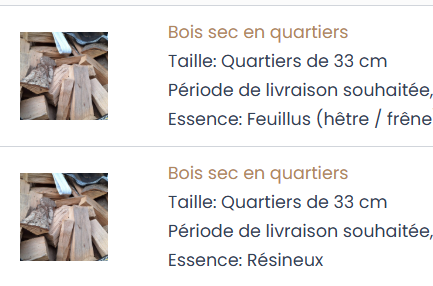 Bois sec en quartiers
Taille: Quartiers de 33 cm
Période de livraison souhaitée,
Essence: Feuillus (hêtre / frêne
Bois sec en quartiers
Taille: Quartiers de 33 cm
Période de livraison souhaitée,
Essence: Résineux